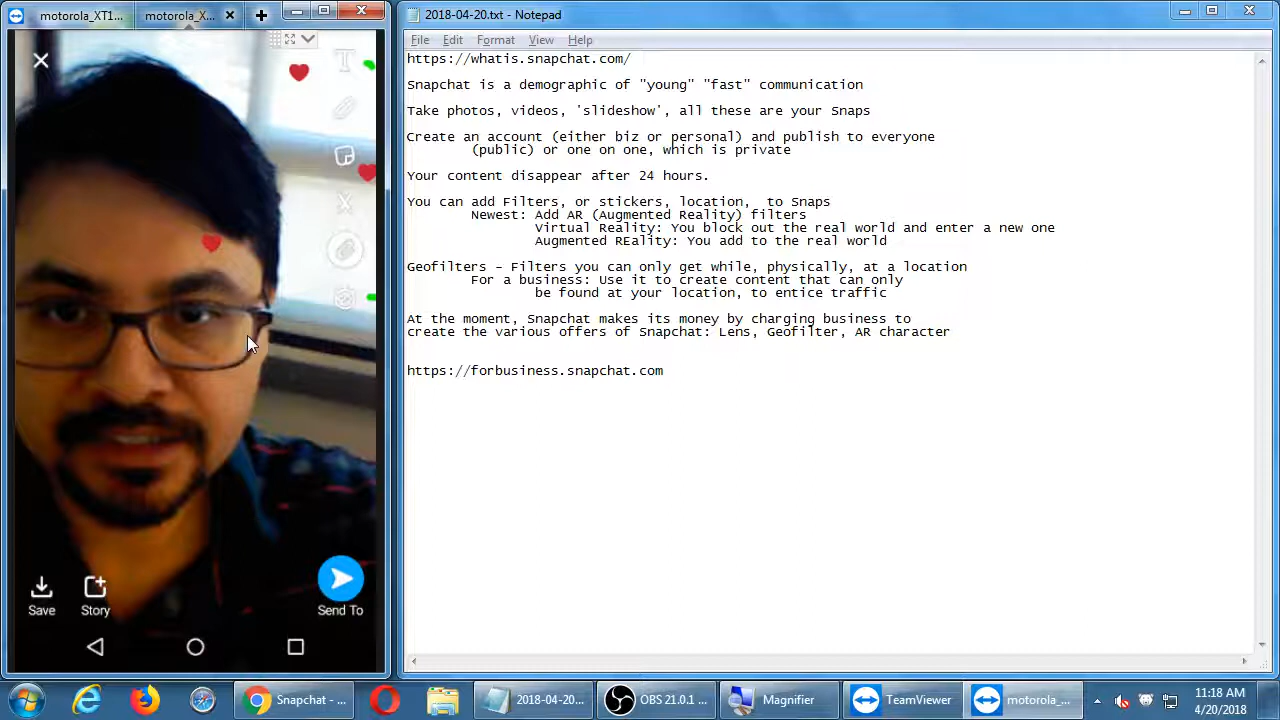 motorola_XT1...
motorola_X...
2018-04-20.txt - Notepad
File Edit Format View Help
https://whatis.snapchat.com/
Snapchat is a demographic of "young" "fast" communication
Take photos, videos, 'slideshow', all these are your Snaps
Create an account (either biz or personal) and publish to everyone
(public) or one on one, which is private
Your content disappear after 24 hours.
You can add Filters, or stickers, location,  to Snaps
Newest: Add AR (Augmented Reality) filters
Virtual Reality: You block out the real world and enter a new one
Augmented REality: You add to the real world
Geofilters - Filters you can only get while, physically, at a location
For a business: Use it to create content that can only
be found at your location, to entice traffic
At the moment, Snapchat makes its money by charging business to
create the various offers of Snapchat: Lens, Geofilter, AR character
https://forbusiness.snapchat.com
T
Save
Story
Send To
Snapchat - ...
2018-04-20...
OBS 21.0.1 ...
Magnifier
TeamViewer
motorola_...
11:18 AM
4/20/2018